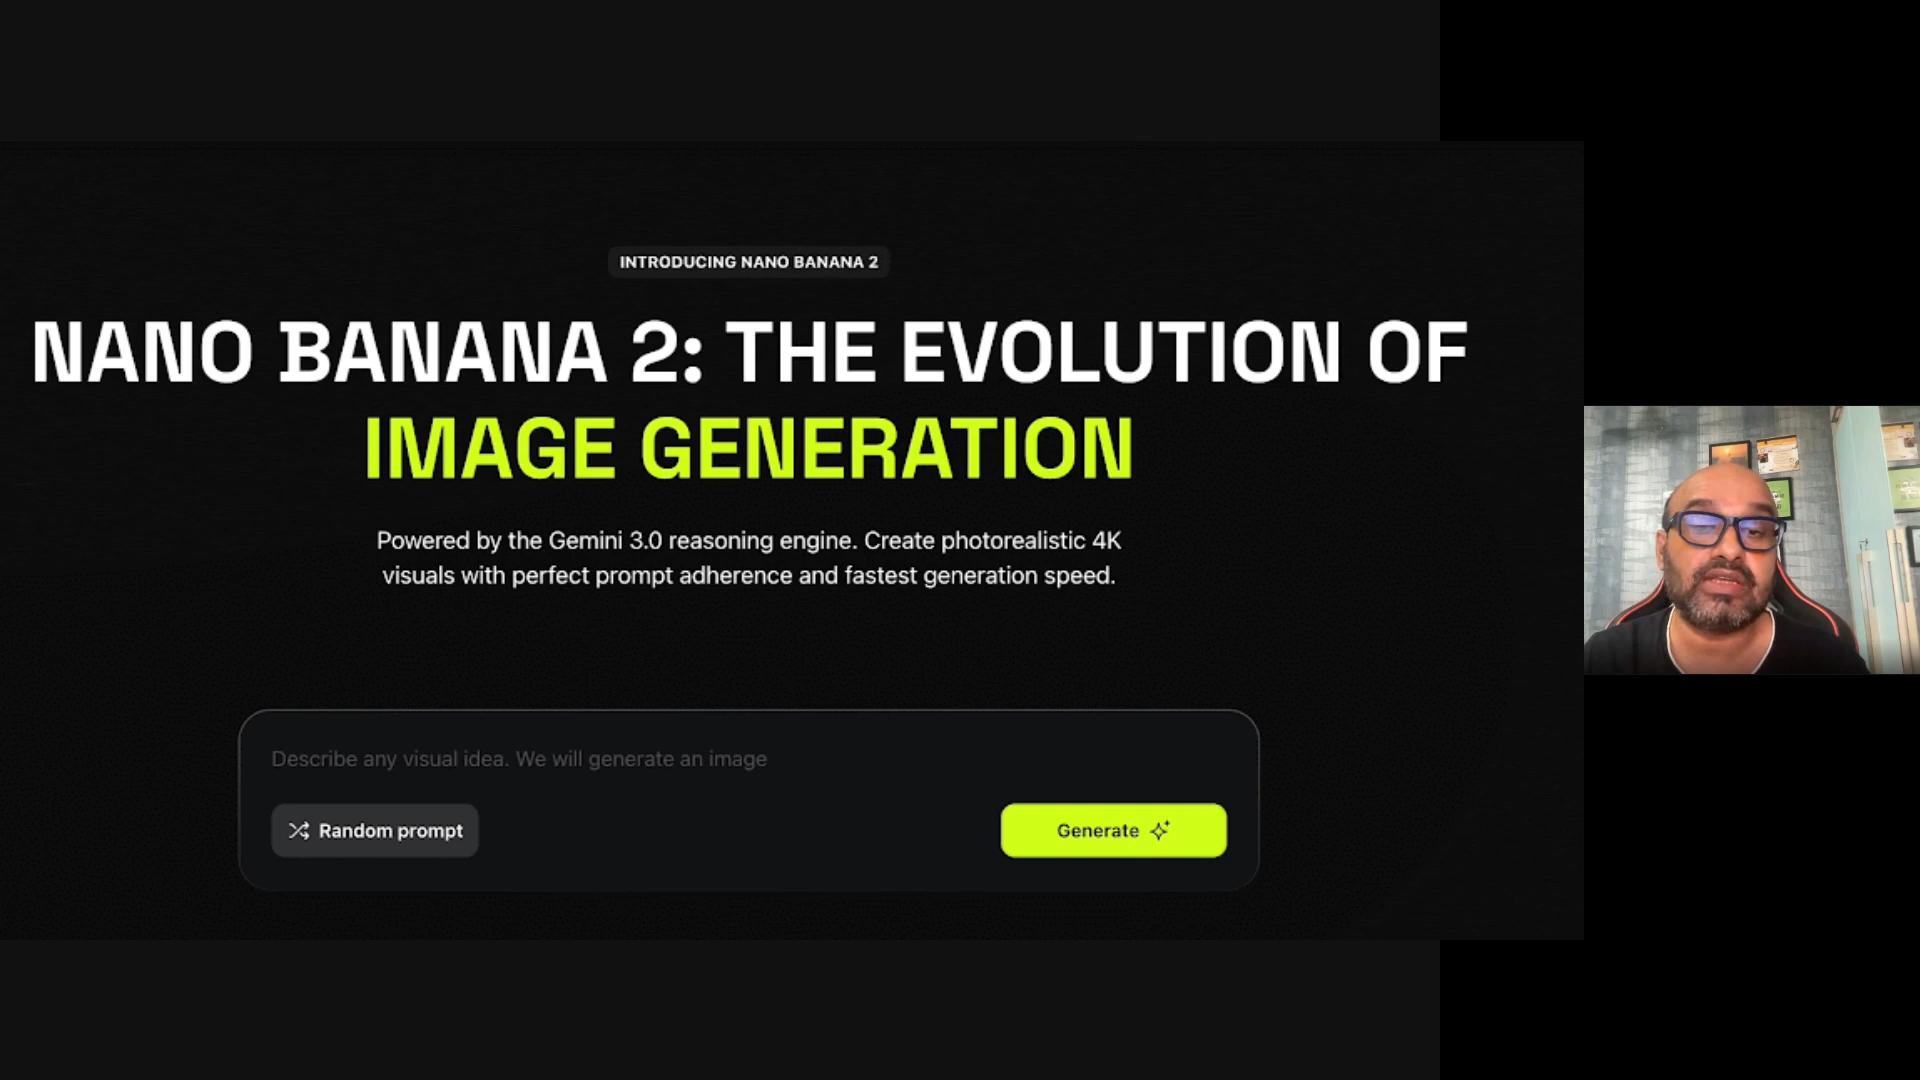 INTRODUCING NANO BANANA 2
NANO BANANA 2: THE EVOLUTION OF
IMAGE GENERATION
Powered by the Gemini 3.0 reasoning engine. Create photorealistic 4K
visuals with perfect prompt adherence and fastest generation speed.
Describe any visual idea. We will generate an image
Random prompt
Generate